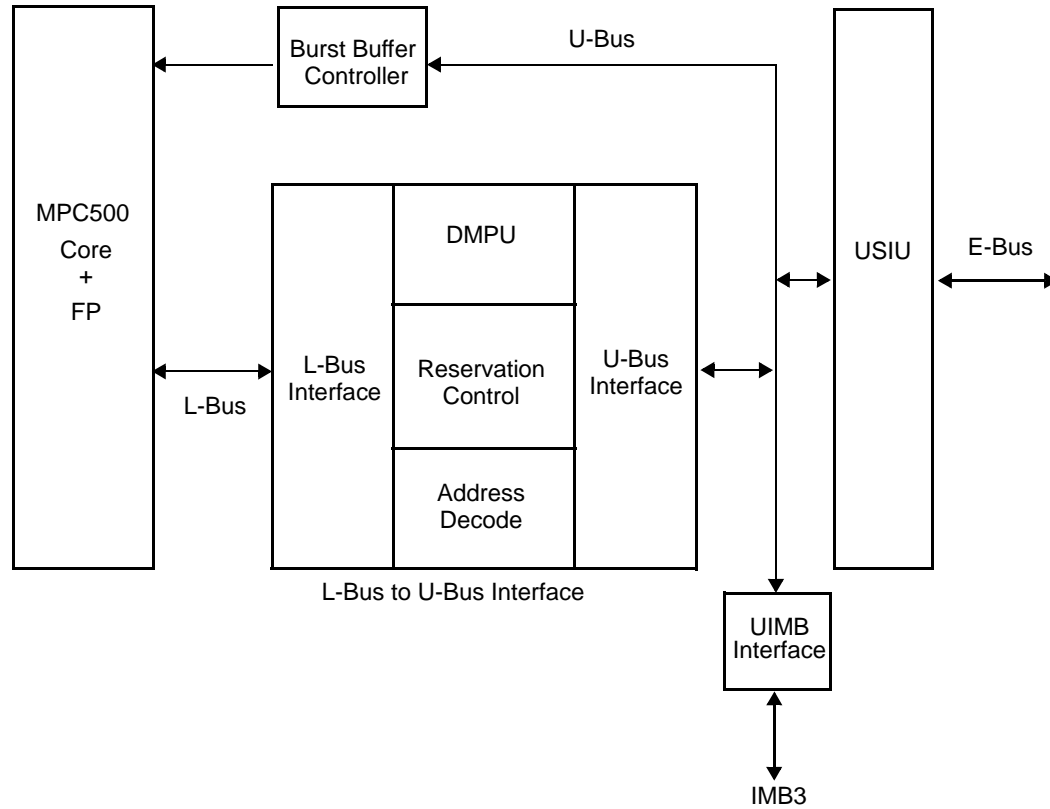 Burst Buffer
Controller
U-Bus
MPC500
Core
+
FP
L-Bus
L-Bus
Interface
DMPU
Reservation
Control
Address
Decode
U-Bus
Interface
L-Bus to U-Bus Interface
USIU
E-Bus
UIMB
Interface
IMB3